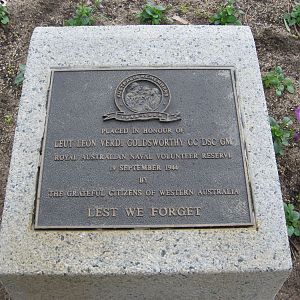 PLACED IN HONOUR OF
LEUT LEON VERDI GOLDSWORTHY GC DSC GM
ROYAL AUSTRALIAN NAVAL VOLUNTEER RESERVE
19 SEPTEMBER 1944
BY
THE GRATEFUL CITIZENS OF WESTERN AUSTRALIA
LEST WE FORGET